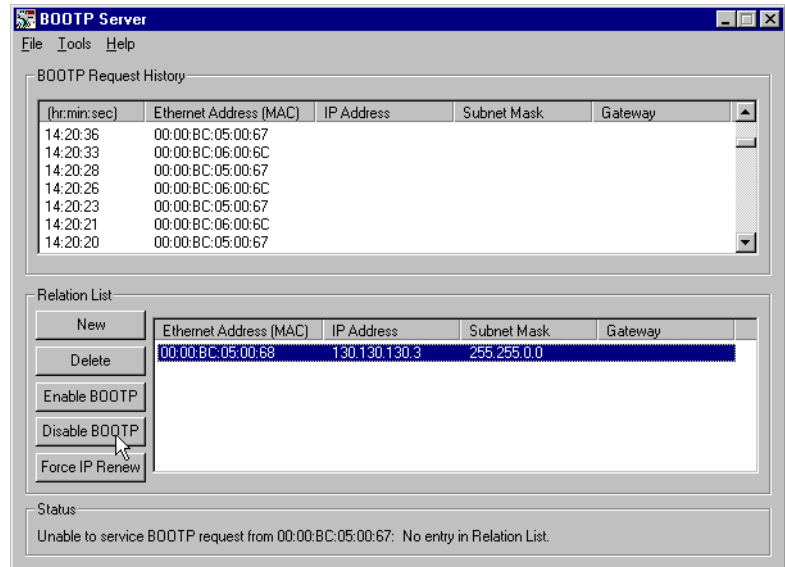 BOOTP Server
File Tools Help
BOOTP Request History
(hr:min:sec) Ethernet Address (MAC) IP Address Subnet Mask Gateway
14:20:36 00:00:BC:05:00:67
14:20:33 00:00:BC:06:00:6C
14:20:28 00:00:BC:05:00:67
14:20:26 00:00:BC:06:00:6C
14:20:23 00:00:BC:05:00:67
14:20:21 00:00:BC:06:00:6C
14:20:20 00:00:BC:05:00:67
Relation List
New
Delete
Enable BOOTP
Disable BOOTP
Force IP Renew
Ethernet Address (MAC) IP Address Subnet Mask Gateway
00:00:BC:05:00:68 130.130.130.3 255.255.0.0
Status
Unable to service BOOTP request from 00:00:BC:05:00:67: No entry in Relation List.